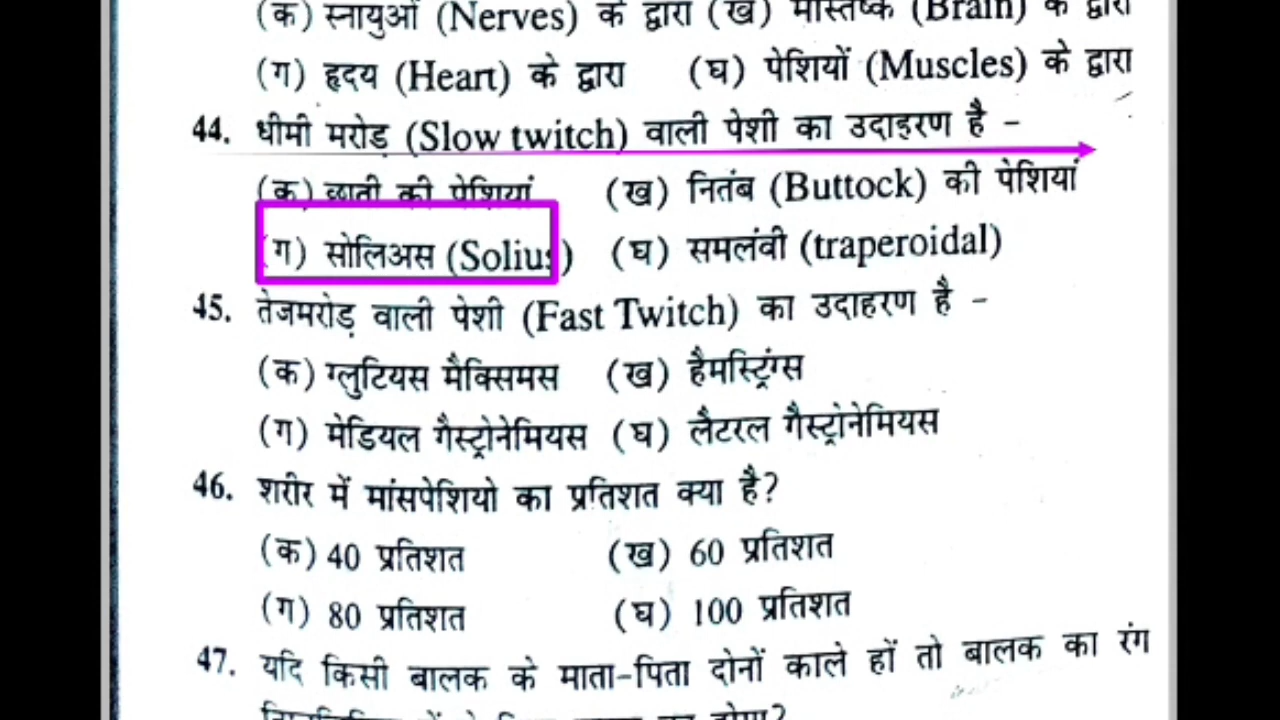 (क) स्नायुओं (Nerves) के द्वारा (ख) मस्तिष्क (Brain) के द्वारा
(ग) हृदय (Heart) के द्वारा (घ) पेशियों (Muscles) के द्वारा
44. धीमी मरोड़ (Slow twitch) वाली पेशी का उदाहरण है -
(क) छाती की पेशियां (ख) नितंब (Buttock) की पेशियां
(ग) सोलिअस (Solius) (घ) समलंवी (traperoidal)
45. तेजमरोड़ वाली पेशी (Fast Twitch) का उदाहरण है -
(क) ग्लुटियस मैक्सिमस (ख) हैमस्ट्रिंग्स
(ग) मेडियल गैस्ट्रोनेमियस (घ) लैटरल गैस्ट्रोनेमियस
46. शरीर में मांसपेशियो का प्रतिशत क्या है?
(क) 40 प्रतिशत (ख) 60 प्रतिशत
(ग) 80 प्रतिशत (घ) 100 प्रतिशत
47. यदि किसी बालक के माता-पिता दोनों काले हों तो बालक का रंग